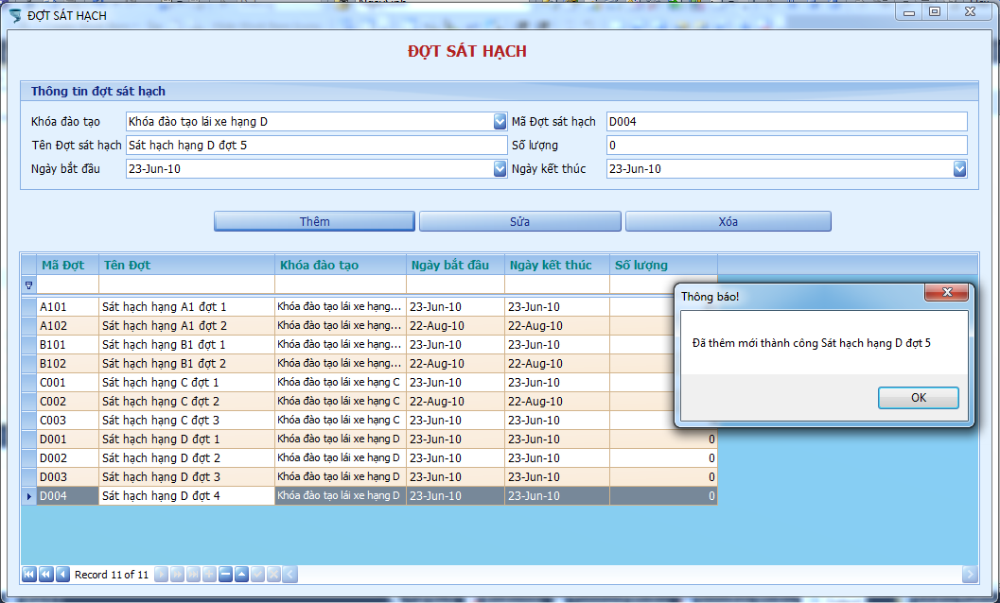 ĐỢT SÁT HẠCH
ĐỢT SÁT HẠCH
Thông tin đợt sát hạch
Khóa đào tạo Khóa đào tạo lái xe hạng D Mã Đợt sát hạch D004
Tên Đợt sát hạch Sát hạch hạng D đợt 5 Số lượng 0
Ngày bắt đầu 23-Jun-10 Ngày kết thúc 23-Jun-10
Thêm Sửa Xóa
Mã Đợt Tên Đợt Khóa đào tạo Ngày bắt đầu Ngày kết thúc Số lượng
A101 Sát hạch hạng A1 đợt 1 Khóa đào tạo lái xe hạng... 23-Jun-10 23-Jun-10
A102 Sát hạch hạng A1 đợt 2 Khóa đào tạo lái xe hạng... 22-Aug-10 22-Aug-10
B101 Sát hạch hạng B1 đợt 1 Khóa đào tạo lái xe hạng... 23-Jun-10 23-Jun-10
B102 Sát hạch hạng B1 đợt 2 Khóa đào tạo lái xe hạng... 22-Aug-10 22-Aug-10
C001 Sát hạch hạng C đợt 1 Khóa đào tạo lái xe hạng C 23-Jun-10 23-Jun-10
C002 Sát hạch hạng C đợt 2 Khóa đào tạo lái xe hạng C 22-Aug-10 22-Aug-10
C003 Sát hạch hạng C đợt 3 Khóa đào tạo lái xe hạng C 23-Jun-10 23-Jun-10
D001 Sát hạch hạng D đợt 1 Khóa đào tạo lái xe hạng D 23-Jun-10 23-Jun-10 0
D002 Sát hạch hạng D đợt 2 Khóa đào tạo lái xe hạng D 23-Jun-10 23-Jun-10 0
D003 Sát hạch hạng D đợt 3 Khóa đào tạo lái xe hạng D 23-Jun-10 23-Jun-10 0
D004 Sát hạch hạng D đợt 4 Khóa đào tạo lái xe hạng D 23-Jun-10 23-Jun-10 0
Thông báo!
Đã thêm mới thành công Sát hạch hạng D đợt 5
OK
Record 11 of 11